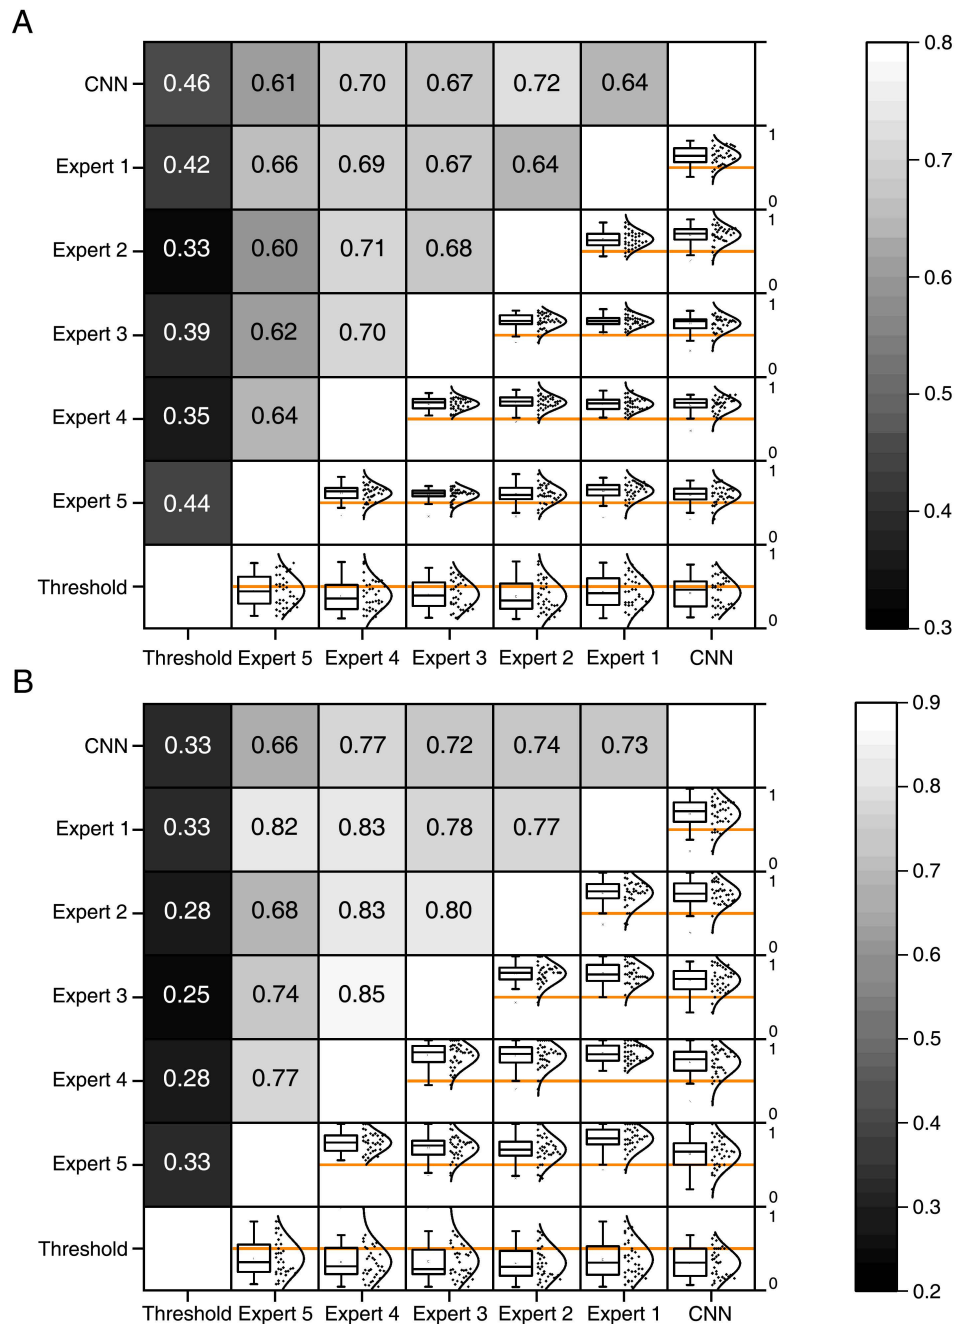 A
CNN 0.46 0.61 0.70 0.67 0.72 0.64 0.8
Expert 1 0.42 0.66 0.69 0.67 0.64 1 0 0.7
Expert 2 0.33 0.60 0.71 0.68 1 0 0.6
Expert 3 0.39 0.62 0.70 1 0 0.5
Expert 4 0.35 0.64 1 0
Expert 5 0.44 1 0 0.4
Threshold 1 0 0.3
Threshold Expert 5 Expert 4 Expert 3 Expert 2 Expert 1 CNN
B
CNN 0.33 0.66 0.77 0.72 0.74 0.73 0.9
Expert 1 0.33 0.82 0.83 0.78 0.77 1 0 0.8
Expert 2 0.28 0.68 0.83 0.80 1 0 0.7
Expert 3 0.25 0.74 0.85 1 0 0.6
Expert 4 0.28 0.77 1 0 0.5
Expert 5 0.33 1 0 0.4
Threshold 1 0 0.3
0.2
Threshold Expert 5 Expert 4 Expert 3 Expert 2 Expert 1 CNN